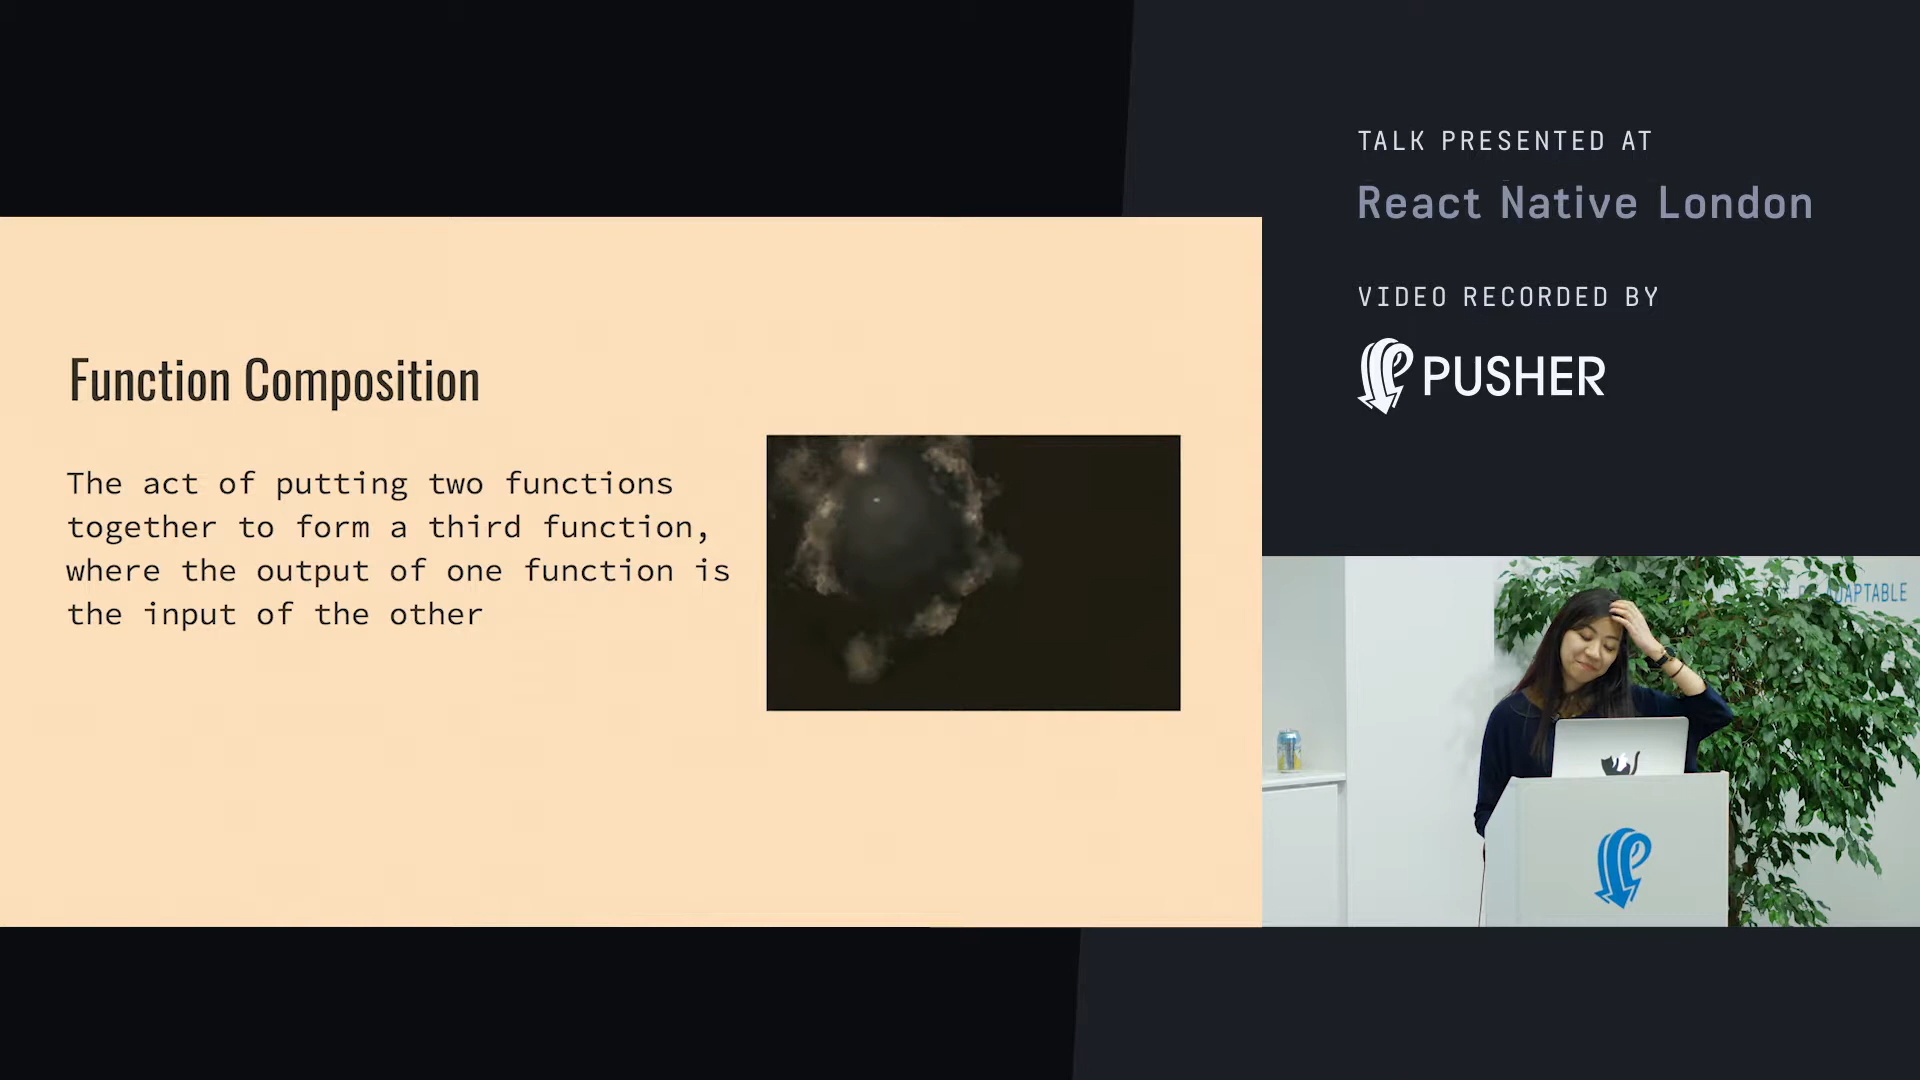 TALK PRESENTED AT
React Native London
VIDEO RECORDED BY
PUSHER
Function Composition
The act of putting two functions
together to form a third function,
where the output of one function is
the input of the other
ADAPTABLE